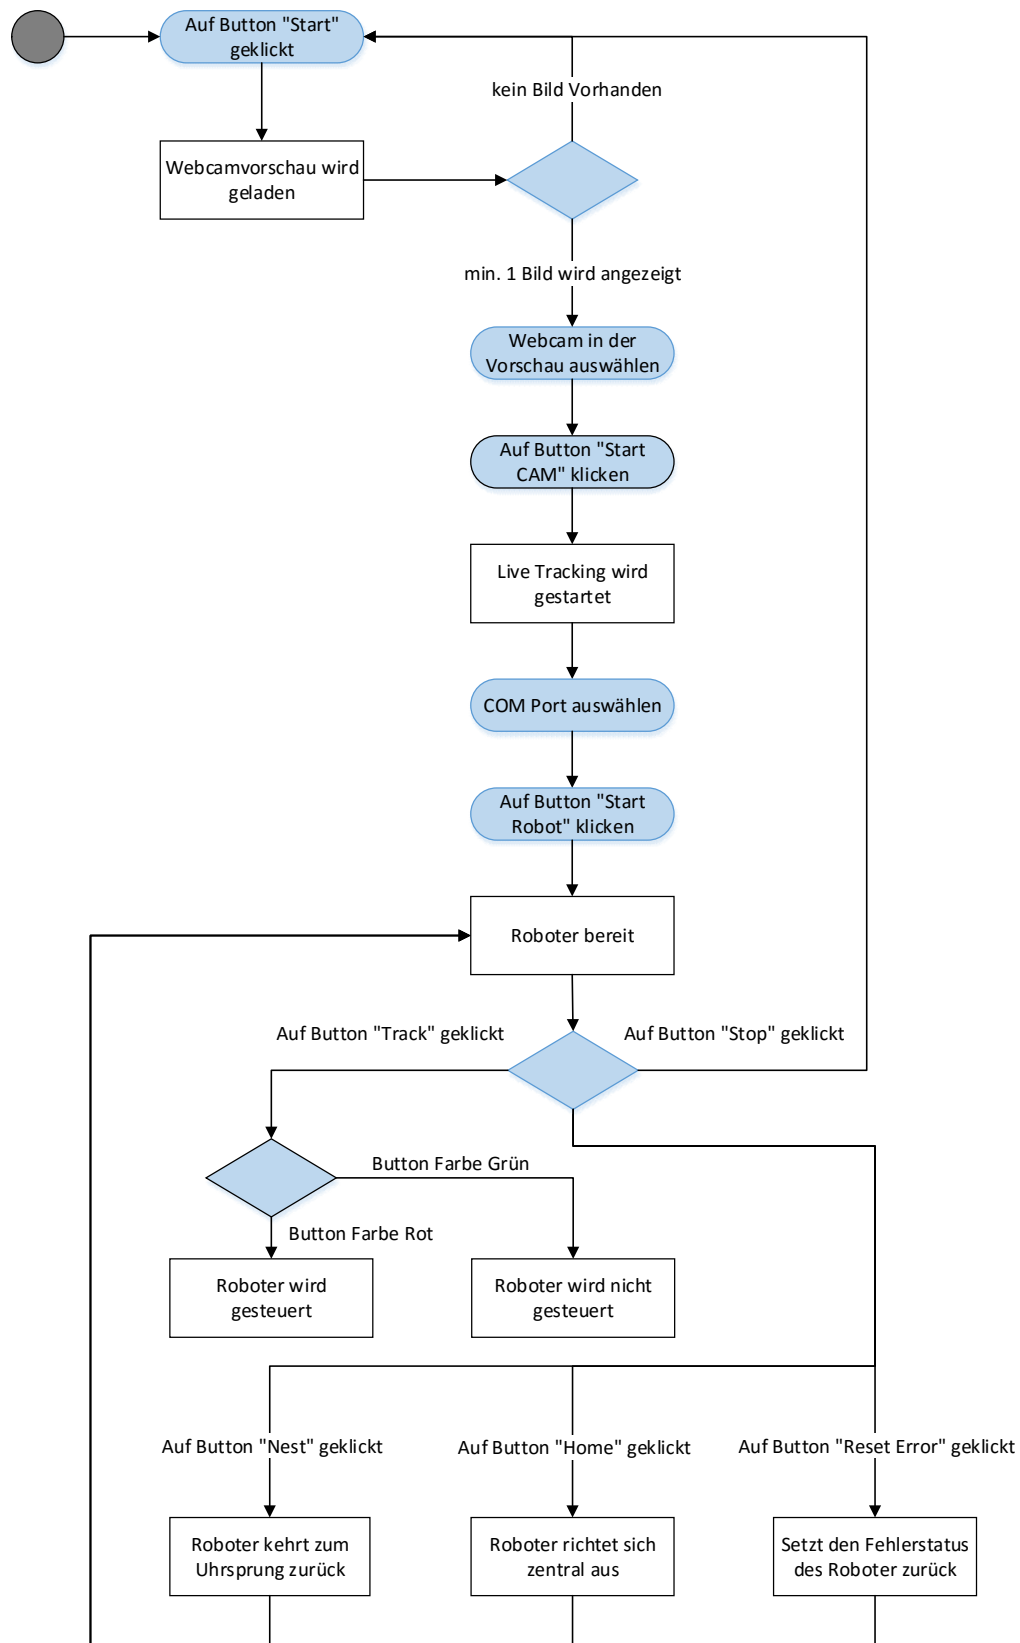 Auf Button "Start"
geklickt
kein Bild Vorhanden
Webcamvorschau wird
geladen
min. 1 Bild wird angezeigt
Webcam in der
Vorschau auswählen
Auf Button "Start
CAM" klicken
Live Tracking wird
gestartet
COM Port auswählen
Auf Button "Start
Robot" klicken
Roboter bereit
Auf Button "Track" geklickt
Auf Button "Stop" geklickt
Button Farbe Grün
Button Farbe Rot
Roboter wird
gesteuert
Roboter wird nicht
gesteuert
Auf Button "Nest" geklickt
Auf Button "Home" geklickt
Auf Button "Reset Error" geklickt
Roboter kehrt zum
Uhrsprung zurück
Roboter richtet sich
zentral aus
Setzt den Fehlerstatus
des Roboter zurück